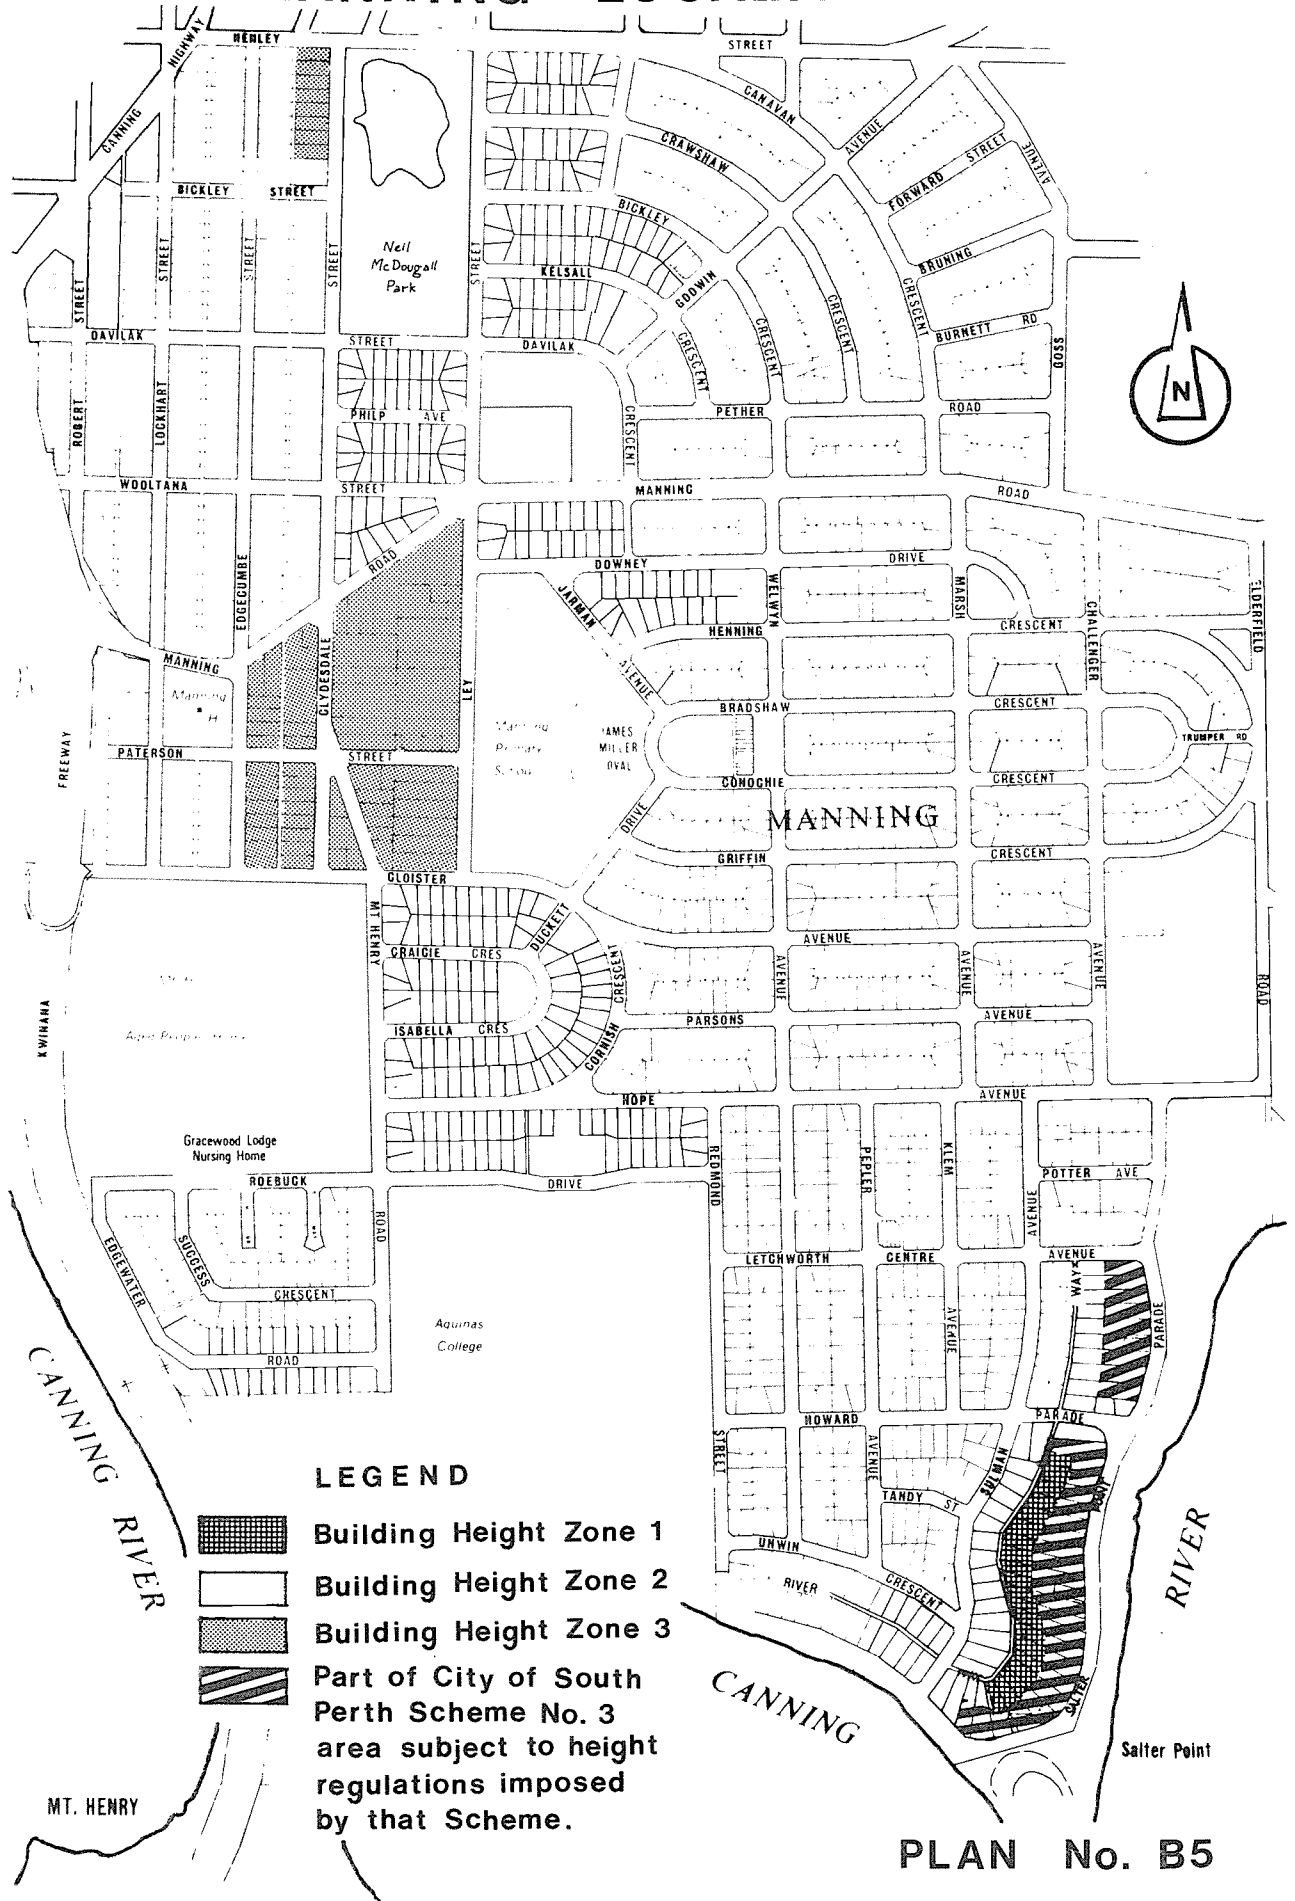 HENLEY
STREET
HIGHWAY
CANNING
CANAVAN
AVENUE
CRAWSHAW
FORWARD STREET
AVENUE
BICKLEY STREET
BICKLEY
STREET
STREET
STREET
STREET
Neil
McDougall
Park
KELSALL
GODWIN
BRUNING
CRESCENT
CRESCENT
STREET
DAVILAK
STREET
DAVILAK
CRESCENT
CRESCENT
BURNETT RD
GOSS
N
ROBERT
LOCKHART
PHILP AVE
CRESCENT
PETHER
ROAD
WOOLTANA
STREET
MANNING
ROAD
ROAD
DOWNEY
DRIVE
EDGECUMBE
JARMAN
WELWYN
MARSH
ELDERFIELD
HENNING
CRESCENT
CHALLENGER
MANNING
CLYDESDALE
LEY
AVENUE
Manning
H
BRADSHAW
CRESCENT
Manning
Primary
JAMES
MILLER
OVAL
TRUMPER RD
FREEWAY
PATERSON
STREET
CONOCHIE
CRESCENT
DRIVE
MANNING
GRIFFIN
CRESCENT
CLOISTER
MT HENRY
DUCKETT
CRAIGIE CRES
AVENUE
CRESCENT
AVENUE
AVENUE
AVENUE
ROAD
KWINANA
Aged People
ISABELLA CRES
CORNISH
PARSONS
AVENUE
HOPE
AVENUE
Gracewood Lodge
Nursing Home
REDMOND
PEPLER
KLEM
POTTER AVE
ROEBUCK
DRIVE
ROAD
AVENUE
EDGEWATER
SUCCESS
LETCHWORTH
CENTRE
AVENUE
WAY
CRESCENT
AVENUE
PARADE
Aquinas
College
ROAD
CANNING RIVER
HOWARD
PARADE
STREET
AVENUE
SULMAN
TANDY ST
POINT
UNWIN
CRESCENT
RIVER
SALTER
RIVER
CANNING
Salter Point
LEGEND
Building Height Zone 1
Building Height Zone 2
Building Height Zone 3
Part of City of South
Perth Scheme No. 3
area subject to height
regulations imposed
by that Scheme.
MT. HENRY
PLAN No. B5